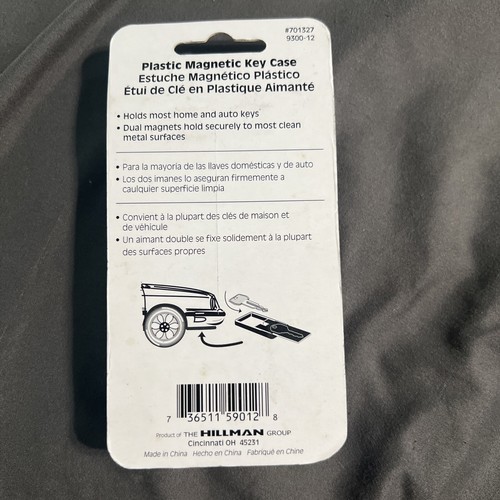 #701327
9300-12
Plastic Magnetic Key Case
Estuche Magnético Plástico
Étui de Clé en Plastique Aimanté
• Holds most home and auto keys
• Dual magnets hold securely to most clean
metal surfaces
• Para la mayoria de las llaves domésticas y de auto
• Los dos imanes lo aseguran firmemente a
caulquier superficie limpia
• Convient à la plupart des clés de maison et
de véhicule
• Un aimant double se fixe solidement à la plupart
des surfaces propres
7 36511 59012 8
Product of THE HILLMAN GROUP
Cincinnati OH 45231
Made in China Hecho en China Fabriqué en Chine